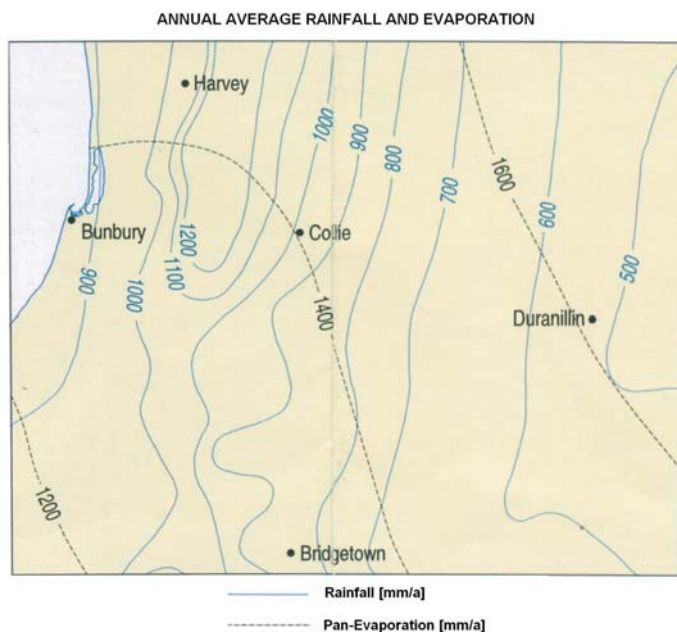 ANNUAL AVERAGE RAINFALL AND EVAPORATION
Harvey
1000
900
800
700
1600
600
500
1200
1100
1000
900
Bunbury
Collie
1400
Duranillin
1200
Bridgetown
Rainfall [mm/a]
Pan-Evaporation [mm/a]